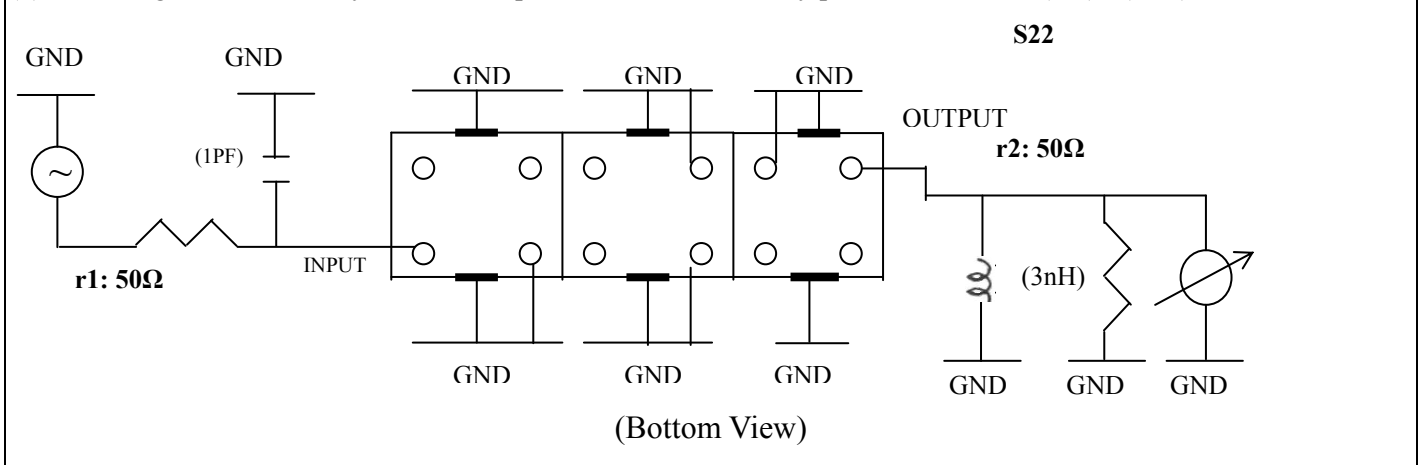 S22
GND
GND
GND
GND
GND
OUTPUT
r2: 50Ω
(1PF)
~
INPUT
r1: 50Ω
(3nH)
GND
GND
GND
GND
GND
GND
(Bottom View)